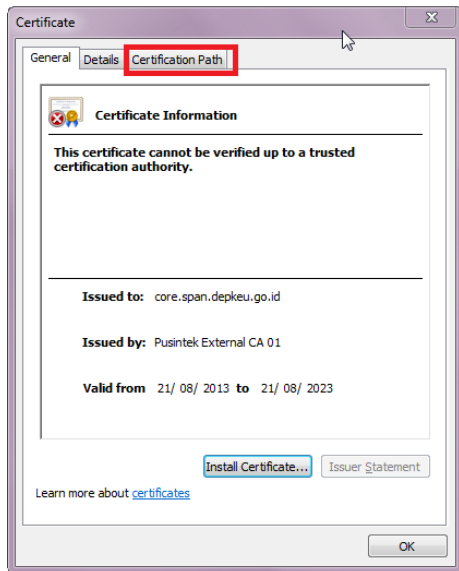 Certificate
General Details Certification Path
Certificate Information
This certificate cannot be verified up to a trusted
certification authority.
Issued to: core.span.depkeu.go.id
Issued by: Pusintek External CA 01
Valid from 21/ 08/ 2013 to 21/ 08/ 2023
Install Certificate... Issuer Statement
Learn more about certificates
OK